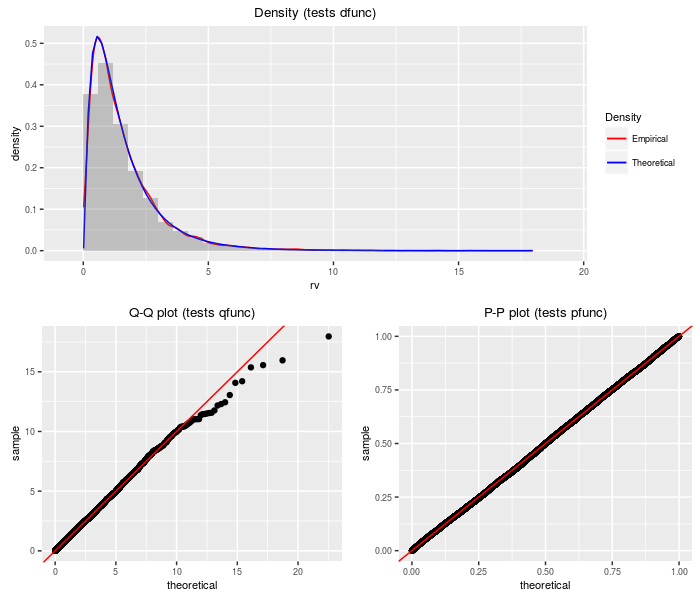 Density (tests dfunc)
0.5
0.4
0.3
0.2
0.1
0.0
density
0 5 10 15 20
rv
Density
Empirical
Theoretical
Q-Q plot (tests qfunc)
15
10
5
0
sample
0 5 10 15 20
theoretical
P-P plot (tests pfunc)
1.00
0.75
0.50
0.25
0.00
sample
0.00 0.25 0.50 0.75 1.00
theoretical